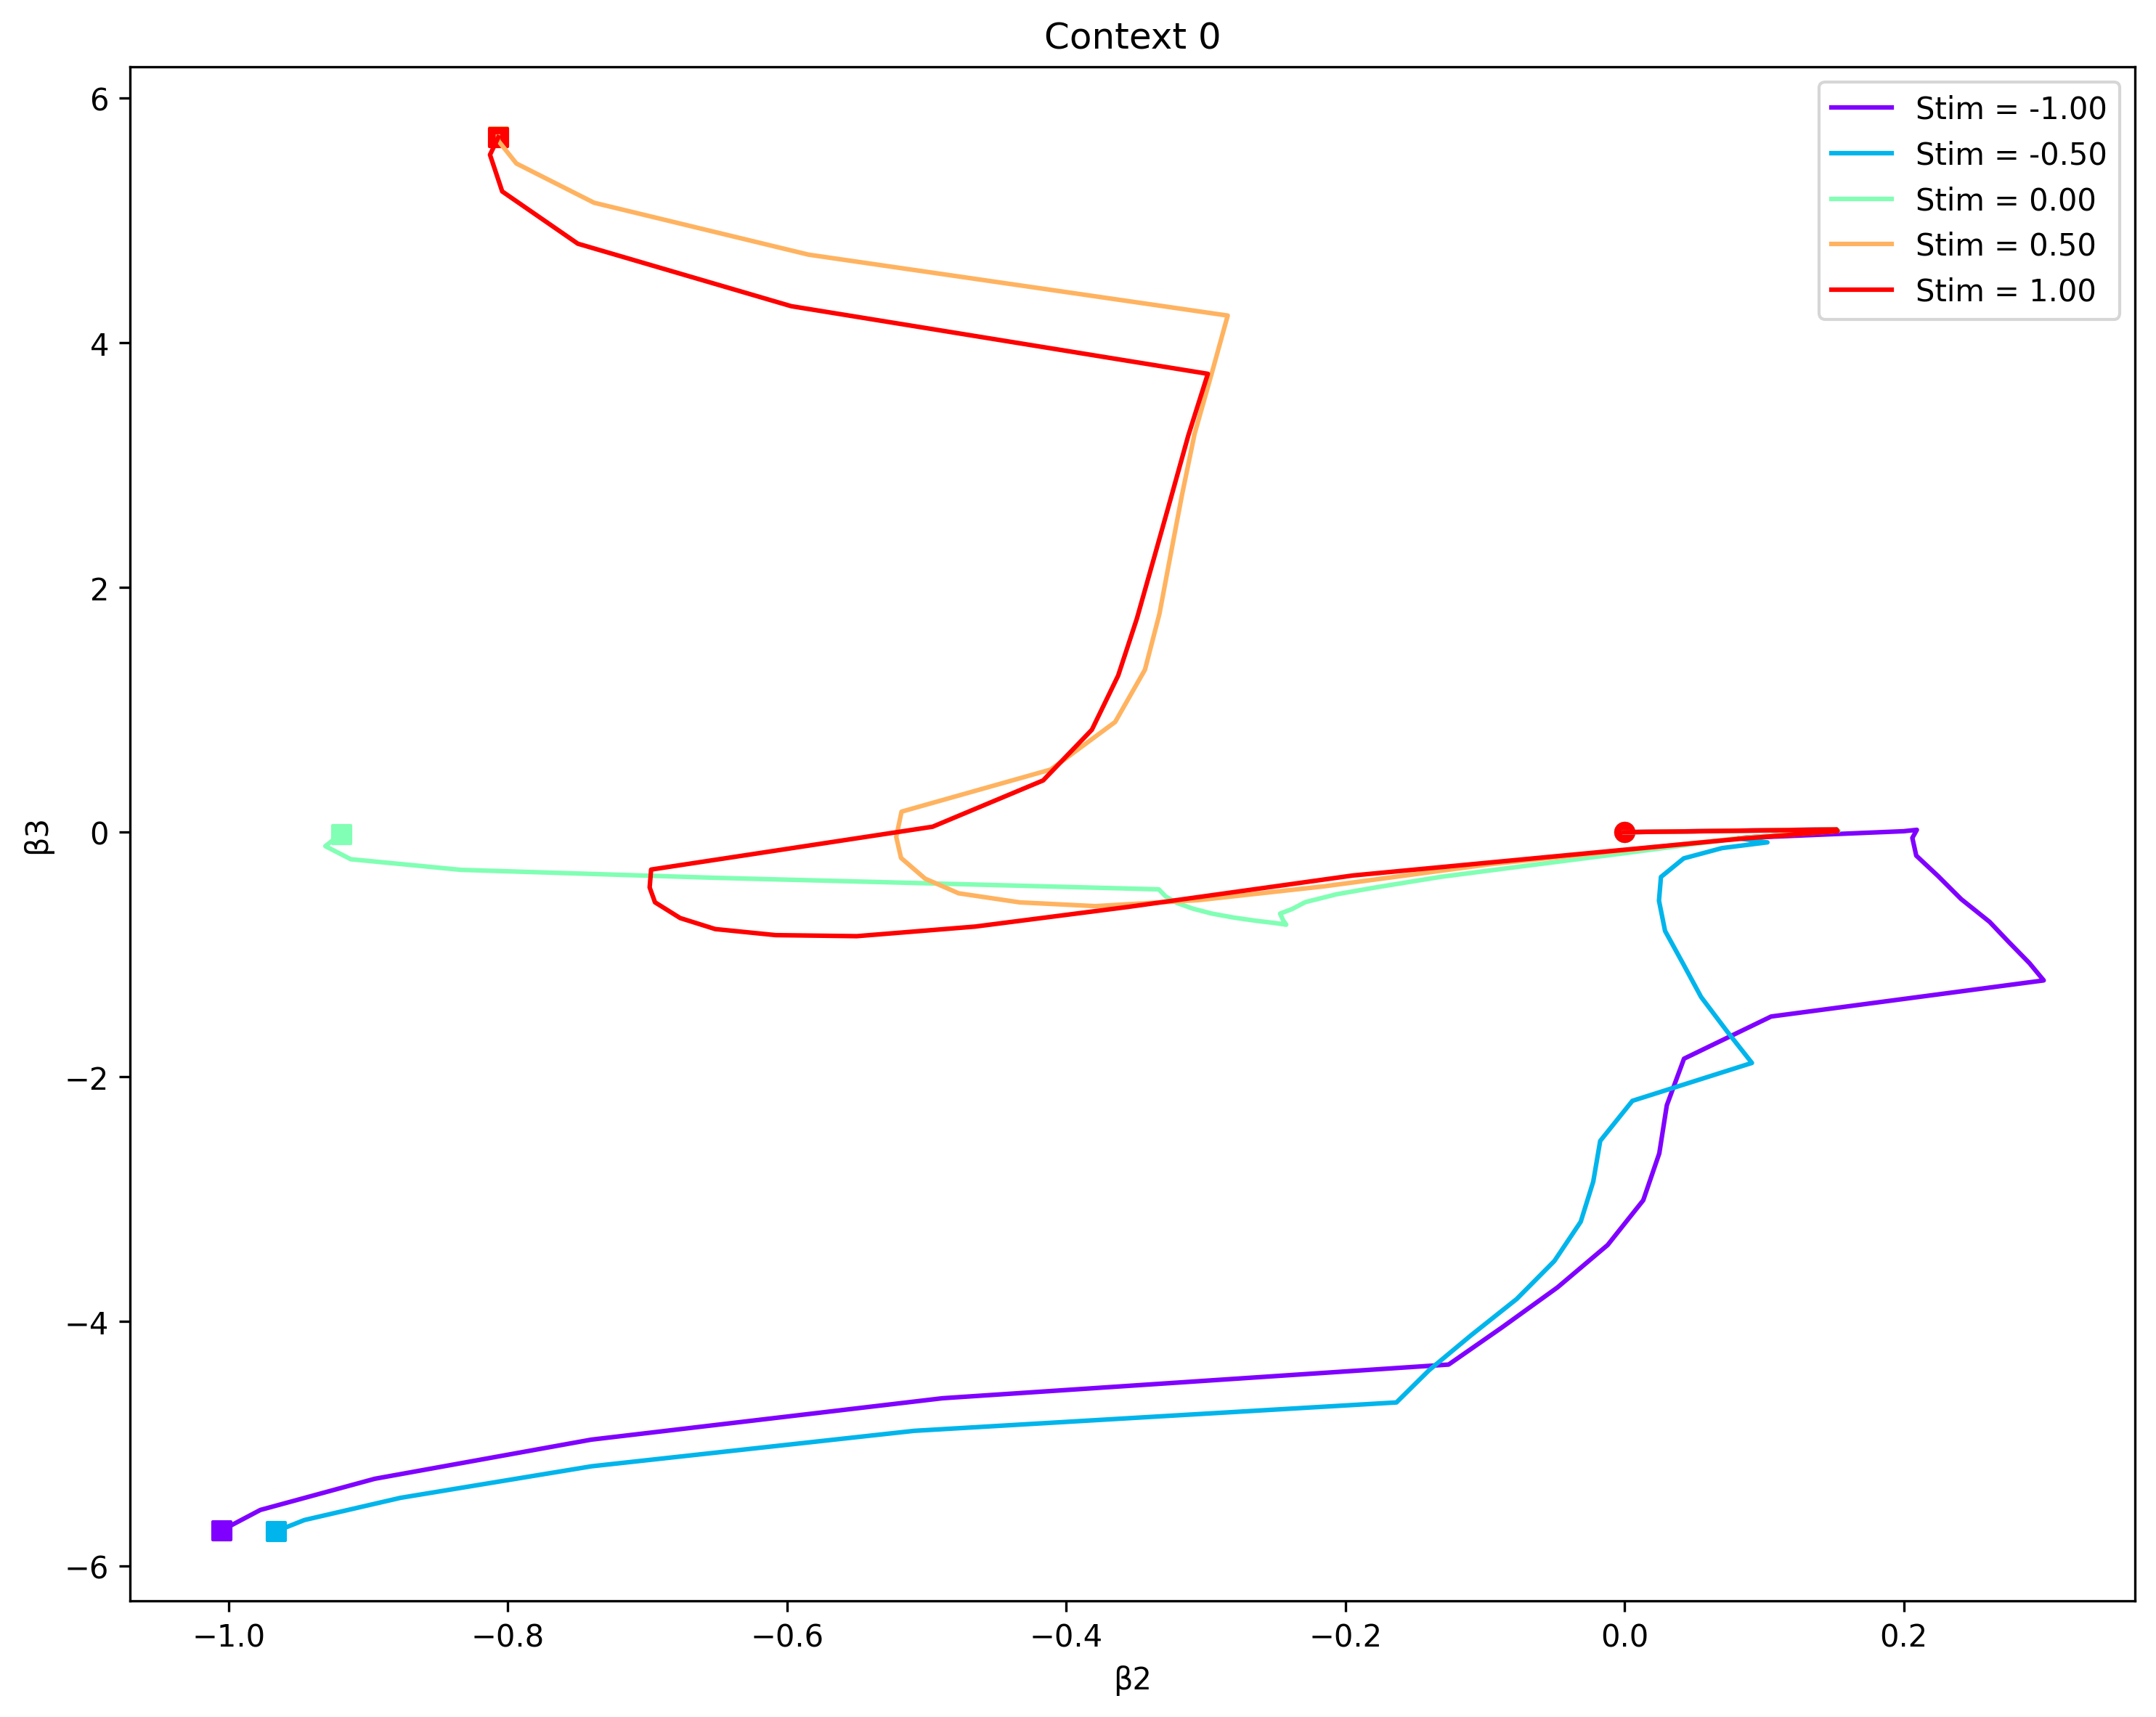 Context 0
6
4
2
0
−2
−4
−6
β3
Stim = -1.00
Stim = -0.50
Stim = 0.00
Stim = 0.50
Stim = 1.00
−1.0 −0.8 −0.6 −0.4 −0.2 0.0 0.2
β2